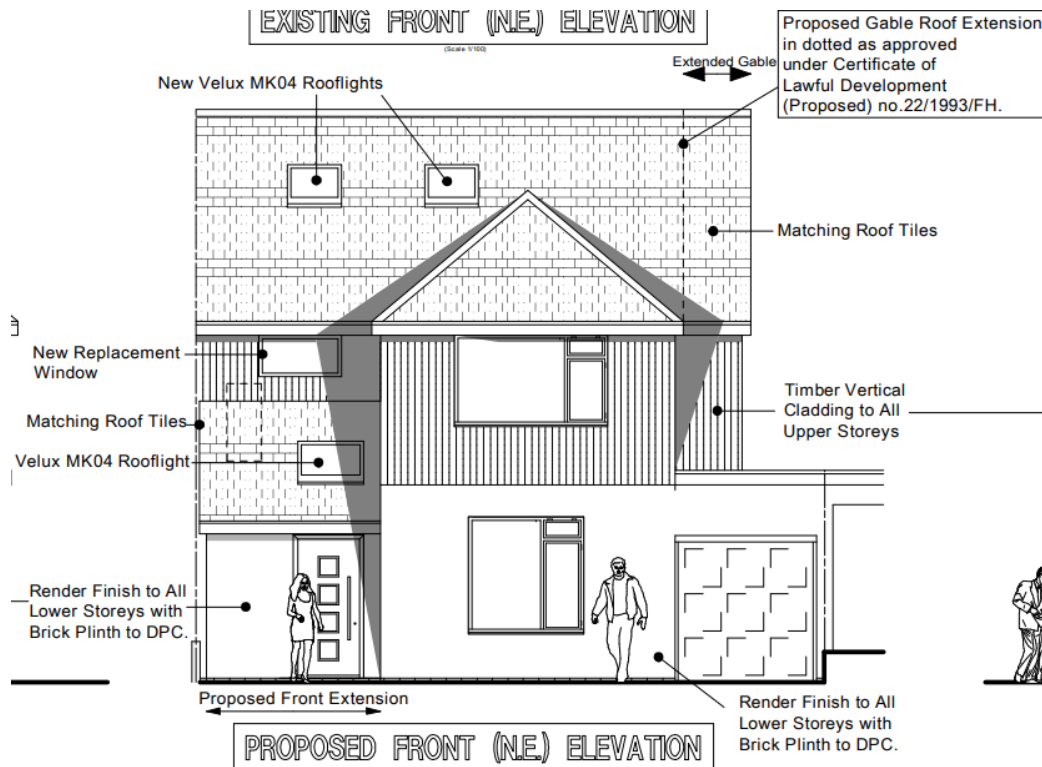 EXISTING FRONT (N.E.) ELEVATION
(Scale 1/100)
Proposed Gable Roof Extension
in dotted as approved
under Certificate of
Lawful Development
(Proposed) no.22/1993/FH.
Extended Gable
New Velux MK04 Rooflights
Matching Roof Tiles
New Replacement
Window
Timber Vertical
Cladding to All
Upper Storeys
Matching Roof Tiles
Velux MK04 Rooflight
Render Finish to All
Lower Storeys with
Brick Plinth to DPC.
Proposed Front Extension
Render Finish to All
Lower Storeys with
Brick Plinth to DPC.
PROPOSED FRONT (N.E.) ELEVATION